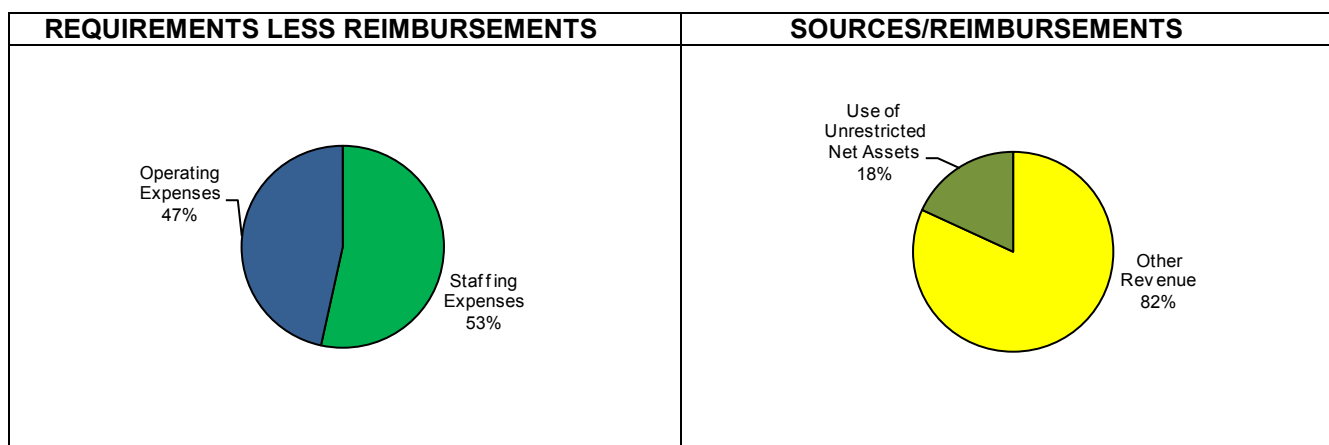 REQUIREMENTS LESS REIMBURSEMENTS
SOURCES/REIMBURSEMENTS
Operating
Expenses
47%
Staffing
Expenses
53%
Use of
Unrestricted
Net Assets
18%
Other
Revenue
82%